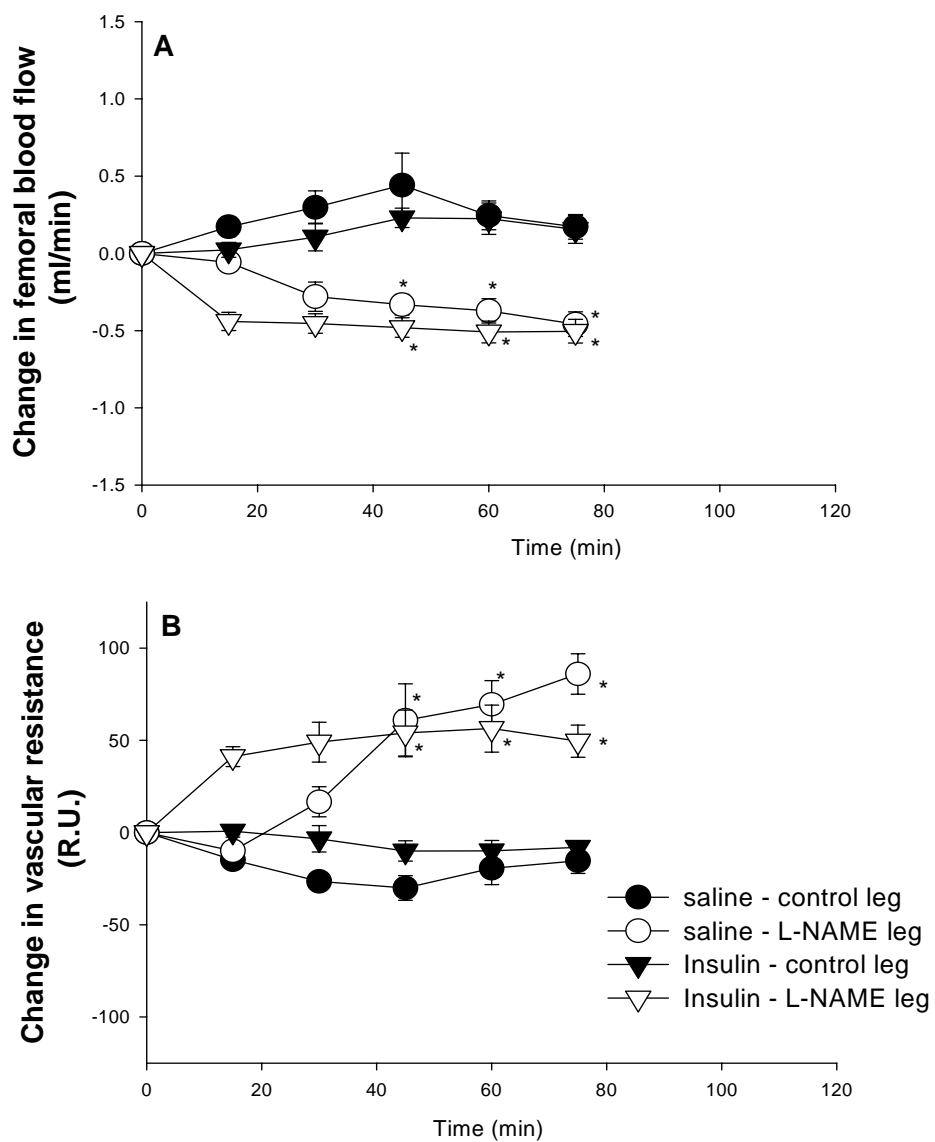 A
Change in femoral blood flow
(ml/min)
1.5
1.0
0.5
0.0
-0.5
-1.0
-1.5
* *
* * * * *
0 20 40 60 80 100 120
Time (min)
B
Change in vascular resistance
(R.U.)
100
50
0
-50
-100
* * *
* * *
saline - control leg
saline - L-NAME leg
Insulin - control leg
Insulin - L-NAME leg
0 20 40 60 80 100 120
Time (min)